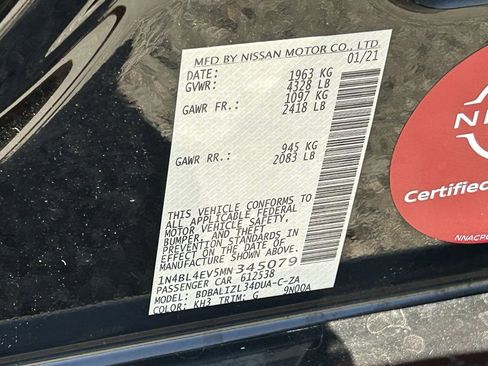 MFD BY NISSAN MOTOR CO., LTD.
DATE: 01/21
GVWR: 1963 KG
4328 LB
GAWR FR.: 1097 KG
2418 LB
GAWR RR.: 945 KG
2083 LB
THIS VEHICLE CONFORMS TO
ALL APPLICABLE FEDERAL
MOTOR VEHICLE SAFETY,
BUMPER, AND THEFT
PREVENTION STANDARDS IN
EFFECT ON THE DATE OF
MANUFACTURE SHOWN ABOVE.
1N4BL4EV5MN345079
PASSENGER CAR 612538
MODEL: BDBALIZL34DUA-C-ZA
COLOR: KH3 TRIM: G 9N00A
Certified